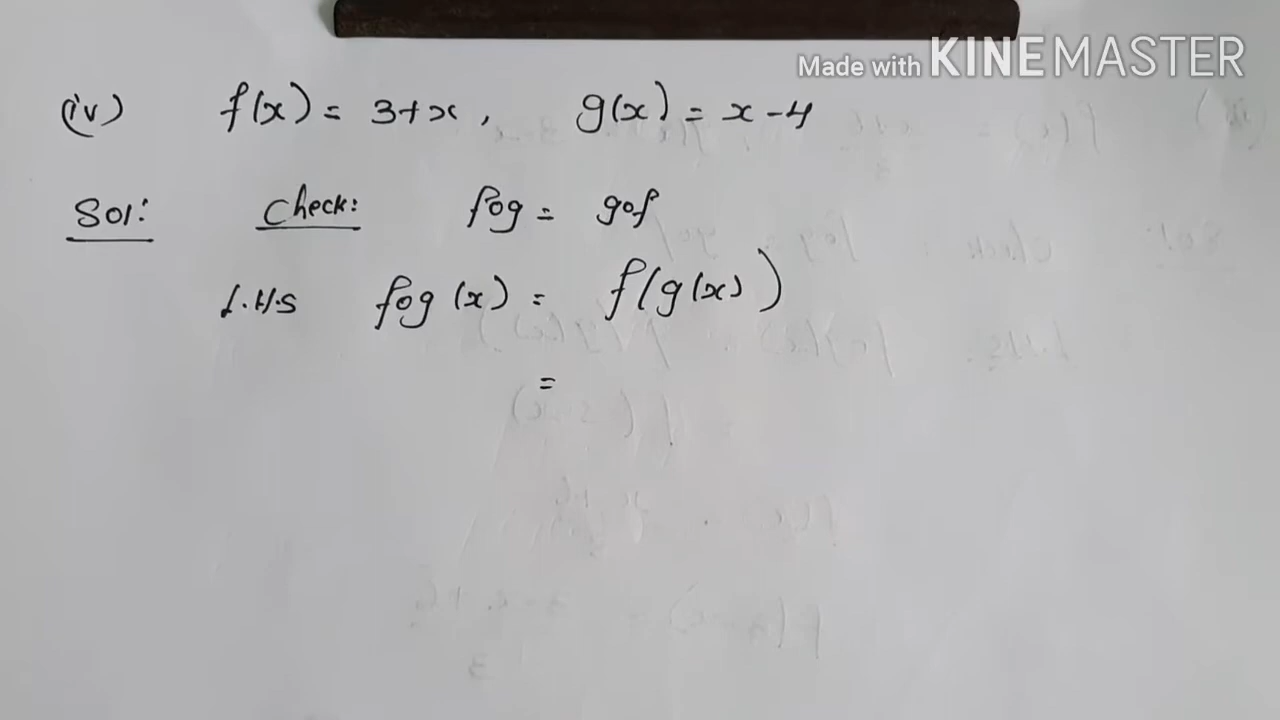 Made with KINEMASTER
(iv) f(x) = 3+x, g(x) = x-4
Sol: Check: fog = gof
L.H.S fog(x) = f(g(x))
=